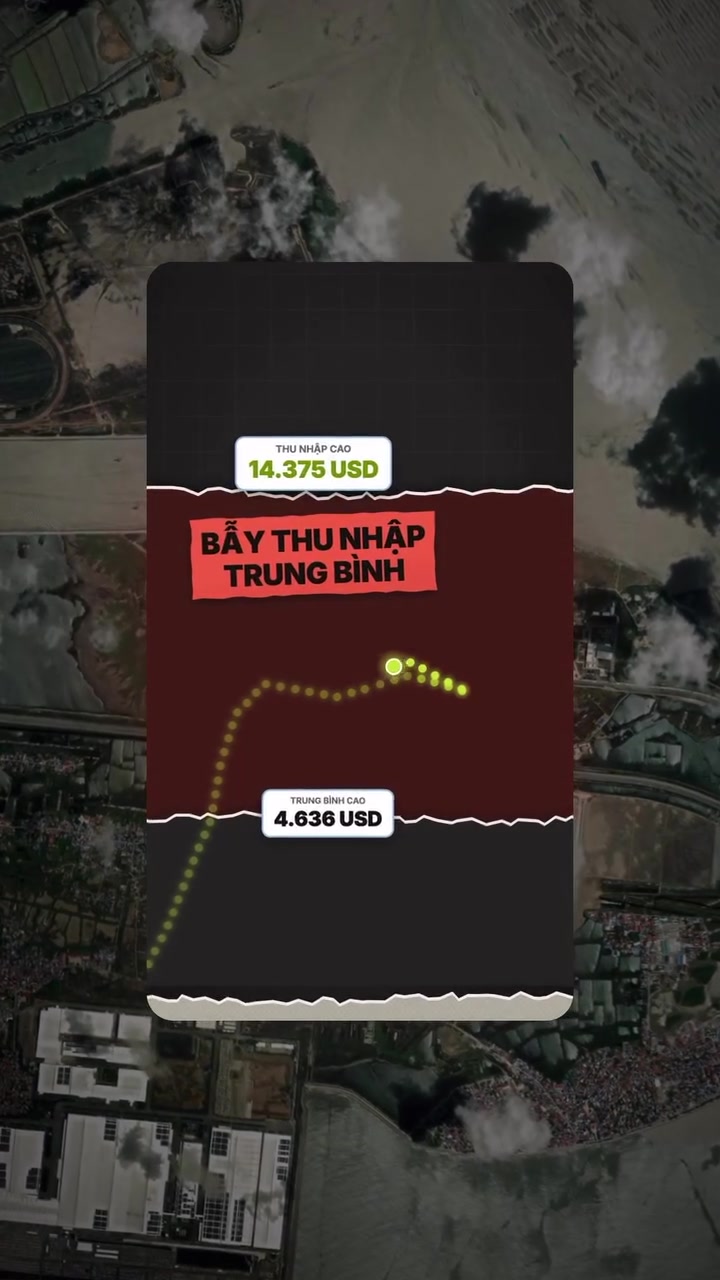 THU NHẬP CAO
14.375 USD
BẪY THU NHẬP
TRUNG BÌNH
TRUNG BÌNH CAO
4.636 USD